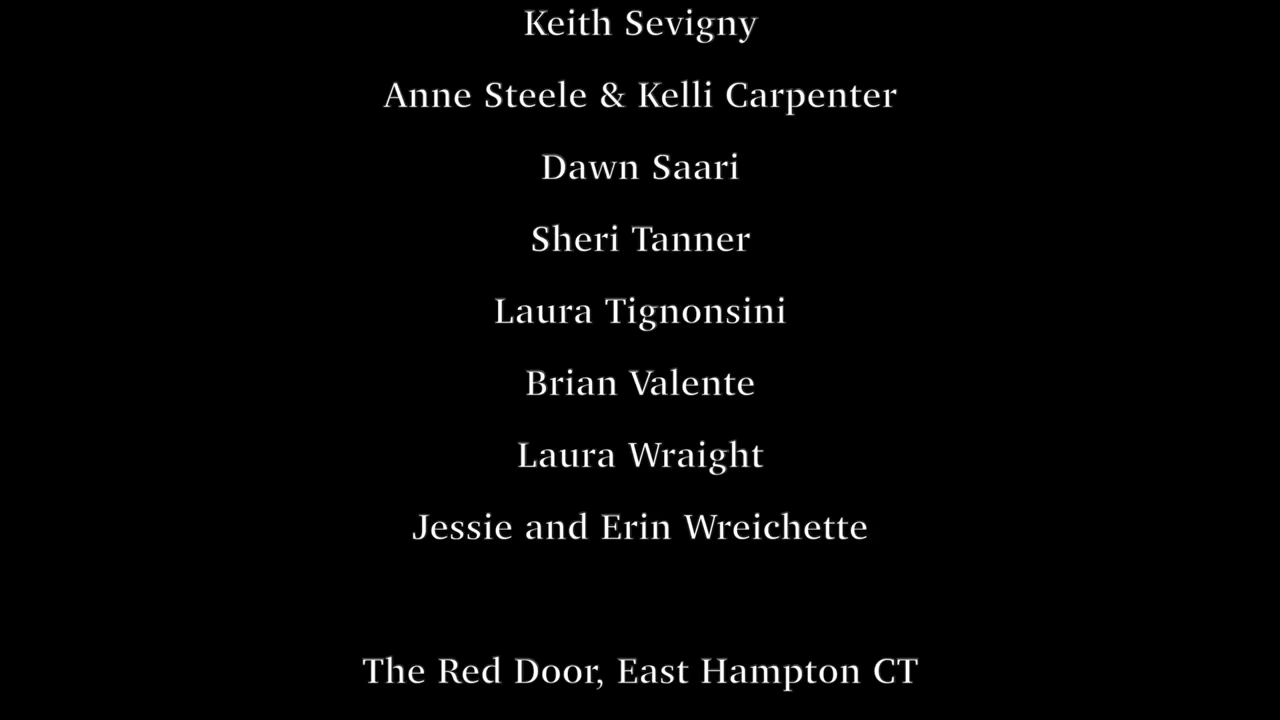 Keith Sevigny
Anne Steele & Kelli Carpenter
Dawn Saari
Sheri Tanner
Laura Tignonsini
Brian Valente
Laura Wraight
Jessie and Erin Wreichette
The Red Door, East Hampton CT